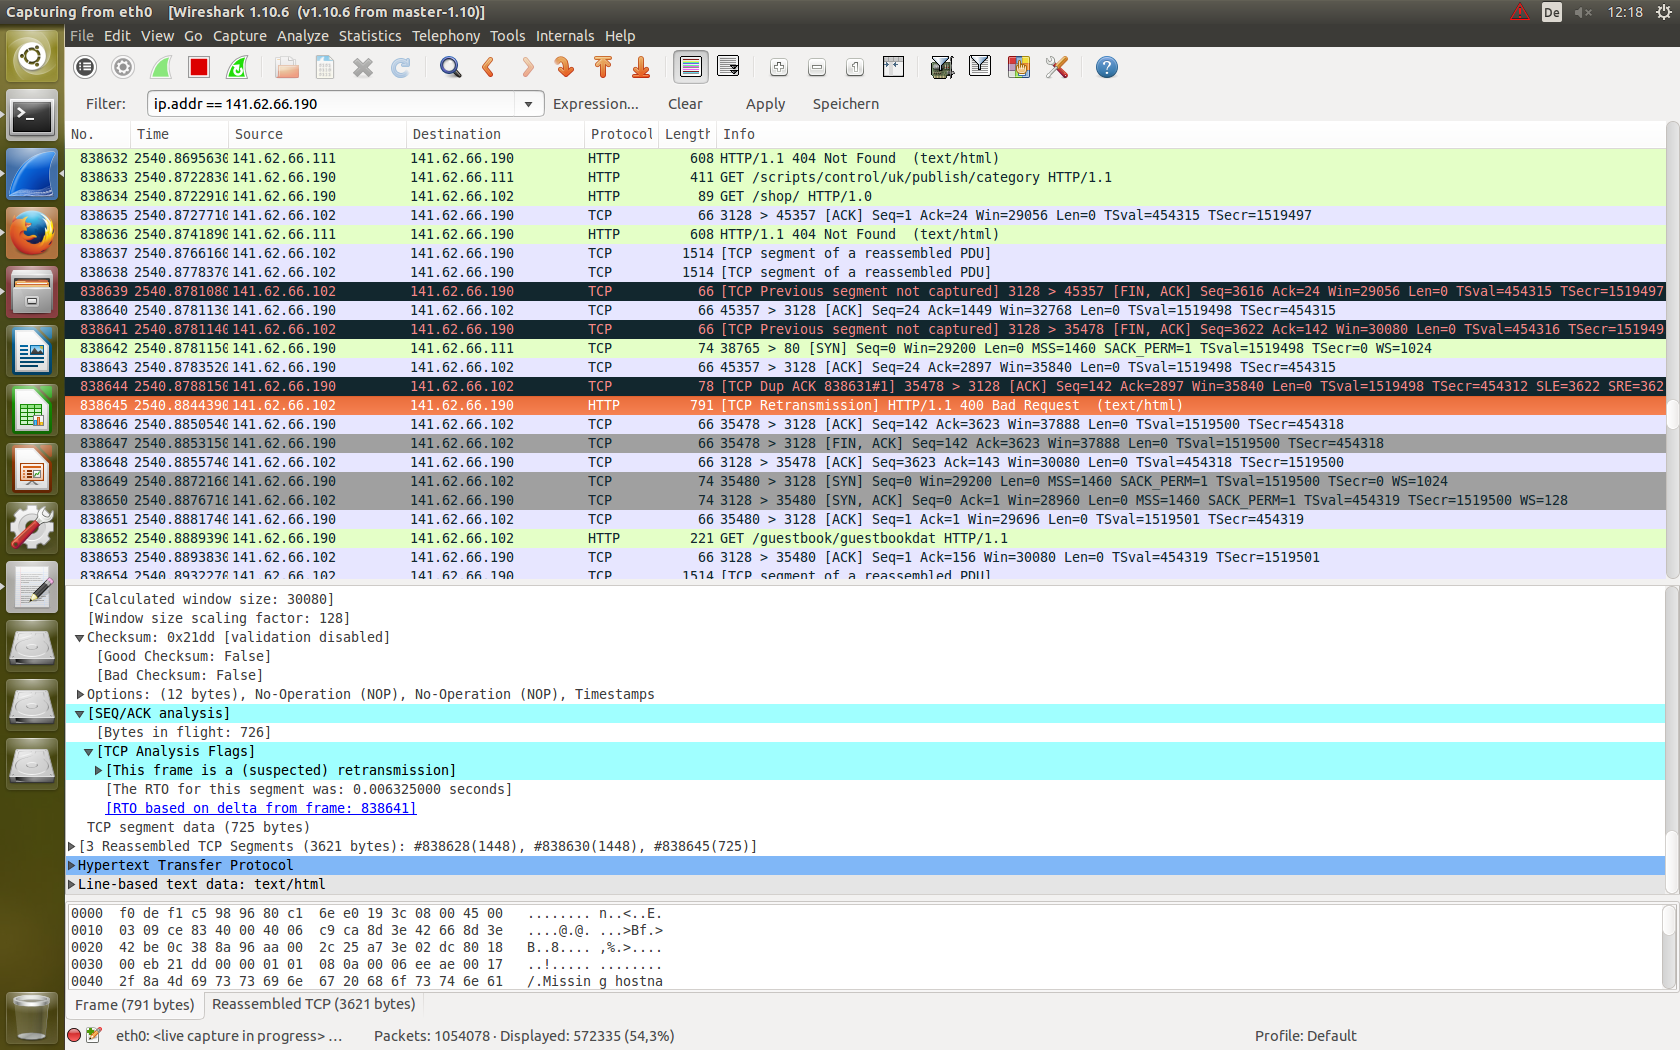 Capturing from eth0 [Wireshark 1.10.6 (v1.10.6 from master-1.10)]
De 12:18
File Edit View Go Capture Analyze Statistics Telephony Tools Internals Help
Filter: ip.addr == 141.62.66.190 Expression... Clear Apply Speichern
No. Time Source Destination Protocol Length Info
838632 2540.8695630 141.62.66.111 141.62.66.190 HTTP 608 HTTP/1.1 404 Not Found (text/html)
838633 2540.8722830 141.62.66.190 141.62.66.111 HTTP 411 GET /scripts/control/uk/publish/category HTTP/1.1
838634 2540.8722910 141.62.66.190 141.62.66.102 HTTP 89 GET /shop/ HTTP/1.0
838635 2540.8727710 141.62.66.102 141.62.66.190 TCP 66 3128 > 45357 [ACK] Seq=1 Ack=24 Win=29056 Len=0 TSval=454315 TSecr=1519497
838636 2540.8741890 141.62.66.111 141.62.66.190 HTTP 608 HTTP/1.1 404 Not Found (text/html)
838637 2540.8766160 141.62.66.102 141.62.66.190 TCP 1514 [TCP segment of a reassembled PDU]
838638 2540.8778370 141.62.66.102 141.62.66.190 TCP 1514 [TCP segment of a reassembled PDU]
838639 2540.8781080 141.62.66.102 141.62.66.190 TCP 66 [TCP Previous segment not captured] 3128 > 45357 [FIN, ACK] Seq=3616 Ack=24 Win=29056 Len=0 TSval=454315 TSecr=1519497
838640 2540.8781130 141.62.66.190 141.62.66.102 TCP 66 45357 > 3128 [ACK] Seq=24 Ack=1449 Win=32768 Len=0 TSval=1519498 TSecr=454315
838641 2540.8781140 141.62.66.102 141.62.66.190 TCP 66 [TCP Previous segment not captured] 3128 > 35478 [FIN, ACK] Seq=3622 Ack=142 Win=30080 Len=0 TSval=454316 TSecr=151949
838642 2540.8781150 141.62.66.190 141.62.66.111 TCP 74 38765 > 80 [SYN] Seq=0 Win=29200 Len=0 MSS=1460 SACK_PERM=1 TSval=1519498 TSecr=0 WS=1024
838643 2540.8783520 141.62.66.190 141.62.66.102 TCP 66 45357 > 3128 [ACK] Seq=24 Ack=2897 Win=35840 Len=0 TSval=1519498 TSecr=454315
838644 2540.8788150 141.62.66.190 141.62.66.102 TCP 78 [TCP Dup ACK 838631#1] 35478 > 3128 [ACK] Seq=142 Ack=2897 Win=35840 Len=0 TSval=1519498 TSecr=454312 SLE=3622 SRE=362
838645 2540.8844390 141.62.66.102 141.62.66.190 HTTP 791 [TCP Retransmission] HTTP/1.1 400 Bad Request (text/html)
838646 2540.8850540 141.62.66.190 141.62.66.102 TCP 66 35478 > 3128 [ACK] Seq=142 Ack=3623 Win=37888 Len=0 TSval=1519500 TSecr=454318
838647 2540.8853150 141.62.66.190 141.62.66.102 TCP 66 35478 > 3128 [FIN, ACK] Seq=142 Ack=3623 Win=37888 Len=0 TSval=1519500 TSecr=454318
838648 2540.8855740 141.62.66.102 141.62.66.190 TCP 66 3128 > 35478 [ACK] Seq=3623 Ack=143 Win=30080 Len=0 TSval=454318 TSecr=1519500
838649 2540.8872160 141.62.66.190 141.62.66.102 TCP 74 35480 > 3128 [SYN] Seq=0 Win=29200 Len=0 MSS=1460 SACK_PERM=1 TSval=1519500 TSecr=0 WS=1024
838650 2540.8876710 141.62.66.102 141.62.66.190 TCP 74 3128 > 35480 [SYN, ACK] Seq=0 Ack=1 Win=28960 Len=0 MSS=1460 SACK_PERM=1 TSval=454319 TSecr=1519500 WS=128
838651 2540.8881740 141.62.66.190 141.62.66.102 TCP 66 35480 > 3128 [ACK] Seq=1 Ack=1 Win=29696 Len=0 TSval=1519501 TSecr=454319
838652 2540.8889390 141.62.66.190 141.62.66.102 HTTP 221 GET /guestbook/guestbookdat HTTP/1.1
838653 2540.8893830 141.62.66.102 141.62.66.190 TCP 66 3128 > 35480 [ACK] Seq=1 Ack=156 Win=30080 Len=0 TSval=454319 TSecr=1519501
838654 2540.8932270 141.62.66.102 141.62.66.190 TCP 1514 [TCP segment of a reassembled PDU]
[Calculated window size: 30080]
[Window size scaling factor: 128]
Checksum: 0x21dd [validation disabled]
[Good Checksum: False]
[Bad Checksum: False]
Options: (12 bytes), No-Operation (NOP), No-Operation (NOP), Timestamps
[SEQ/ACK analysis]
[Bytes in flight: 726]
[TCP Analysis Flags]
[This frame is a (suspected) retransmission]
[The RTO for this segment was: 0.006325000 seconds]
[RTO based on delta from frame: 838641]
TCP segment data (725 bytes)
[3 Reassembled TCP Segments (3621 bytes): #838628(1448), #838630(1448), #838645(725)]
Hypertext Transfer Protocol
Line-based text data: text/html
0000 f0 de f1 c5 98 96 80 c1 6e e0 19 3c 08 00 45 00 ........ n..<..E.
0010 03 09 ce 83 40 00 40 06 c9 ca 8d 3e 42 66 8d 3e ....@.@. ...>Bf.>
0020 42 be 0c 38 8a 96 aa 00 2c 25 a7 3e 02 dc 80 18 B..8.... ,%.>....
0030 00 eb 21 dd 00 00 01 01 08 0a 00 06 ee ae 00 17 ..!..... ........
0040 2f 8a 4d 69 73 73 69 6e 67 20 68 6f 73 74 6e 61 /.Missin g hostna
Frame (791 bytes) Reassembled TCP (3621 bytes)
eth0: <live capture in progress> ... Packets: 1054078 · Displayed: 572335 (54,3%) Profile: Default